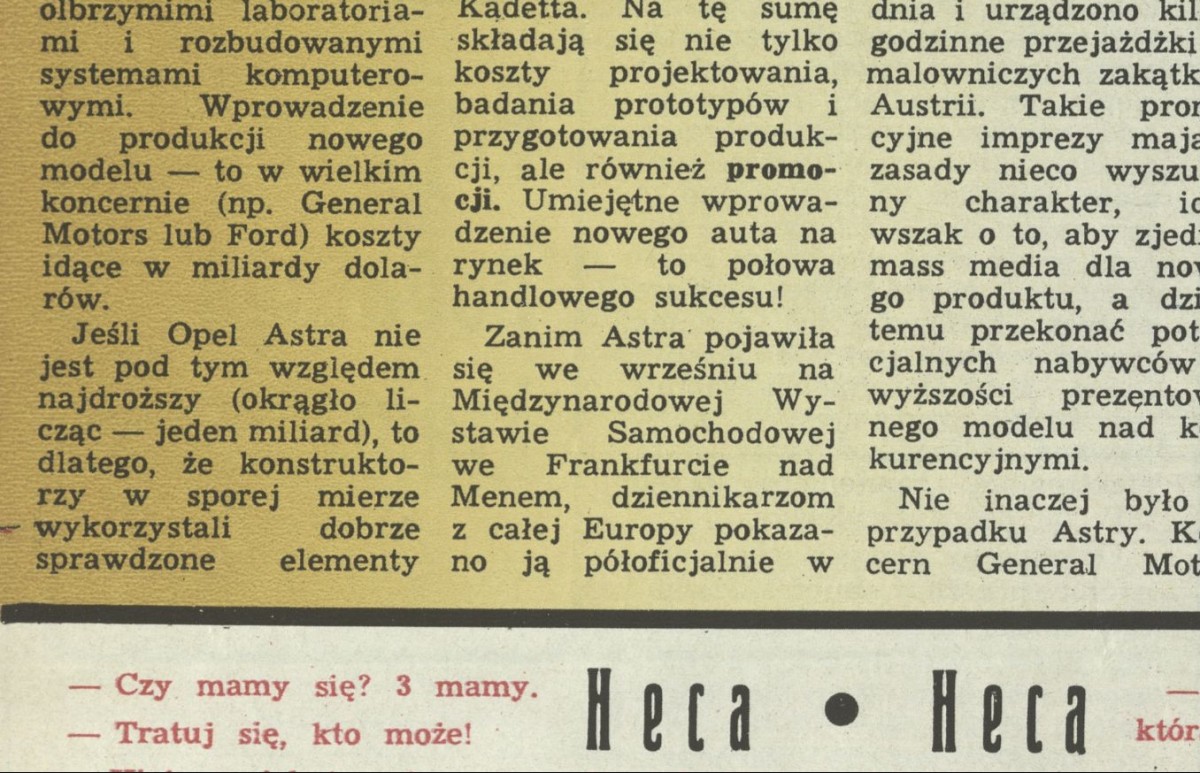 olbrzymimi laboratoria-
mi i rozbudowanymi
systemami komputero-
wymi. Wprowadzenie
do produkcji nowego
modelu — to w wielkim
koncernie (np. General
Motors lub Ford) koszty
idące w miliardy dola-
rów.
Jeśli Opel Astra nie
jest pod tym względem
najdroższy (okrągło li-
cząc — jeden miliard), to
dlatego, że konstrukto-
rzy w sporej mierze
wykorzystali dobrze
sprawdzone elementy
Kadetta. Na tę sumę
składają się nie tylko
koszty projektowania,
badania prototypów i
przygotowania produk-
cji, ale również promo-
cji. Umiejętne wprowa-
dzenie nowego auta na
rynek — to połowa
handlowego sukcesu!
Zanim Astra pojawiła
się we wrześniu na
Międzynarodowej Wy-
stawie Samochodowej
we Frankfurcie nad
Menem, dziennikarzom
z całej Europy pokaza-
no ją półoficjalnie w
dnia i urządzono kil
godzinne przejażdżki
malowniczych zakątk
Austrii. Takie pro
cyjne imprezy mają
zasady nieco wyszu
ny charakter, i
wszak o to, aby zjed
mass media dla no
go produktu, a dzi
temu przekonać pot
cjalnych nabywców
wyższości prezento
nego modelu nad k
kurencyjnymi.
Nie inaczej było
przypadku Astry. K
cern General Mot
— Czy mamy się? 3 mamy.
— Tratuj się, kto może!
Heca • Heca
—
któr